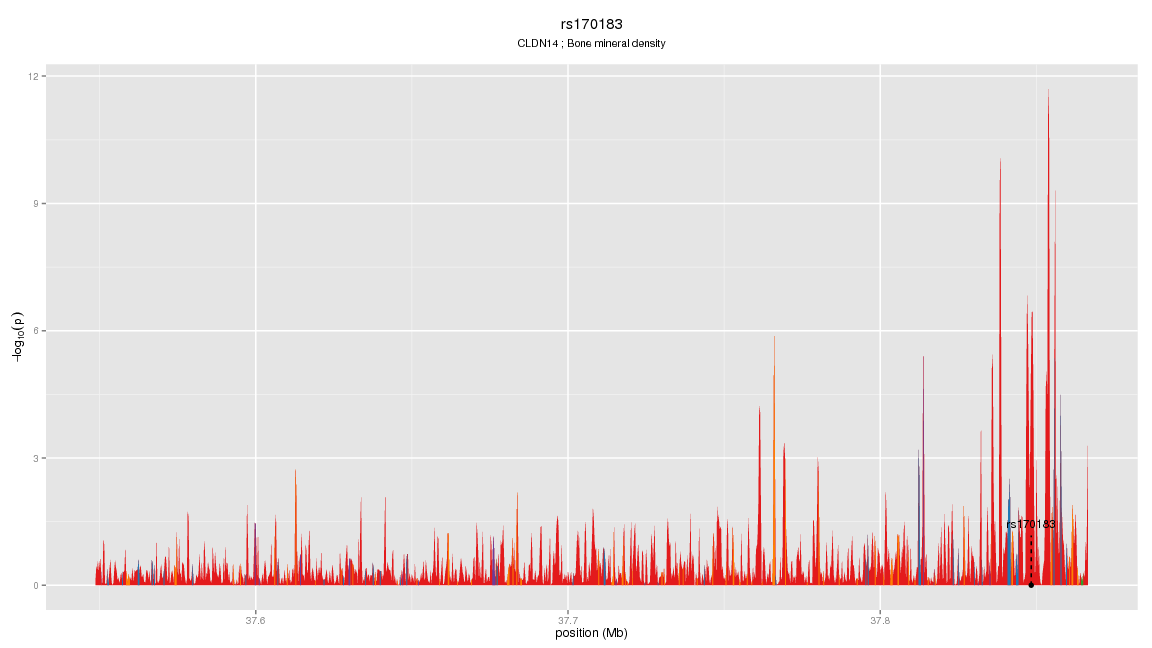 rs170183
CLDN14 ; Bone mineral density
12
9
6
3
0
−log10(p)
rs170183
37.6
37.7
37.8
position (Mb)